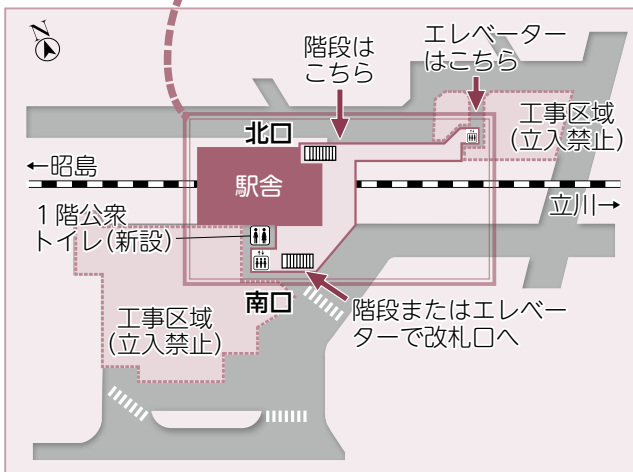 N
階段は
こちら
エレベーター
はこちら
工事区域
(立入禁止)
北口
←昭島
駅舎
立川→
1階公衆
トイレ(新設)
南口
階段またはエレベー
ターで改札口へ
工事区域
(立入禁止)